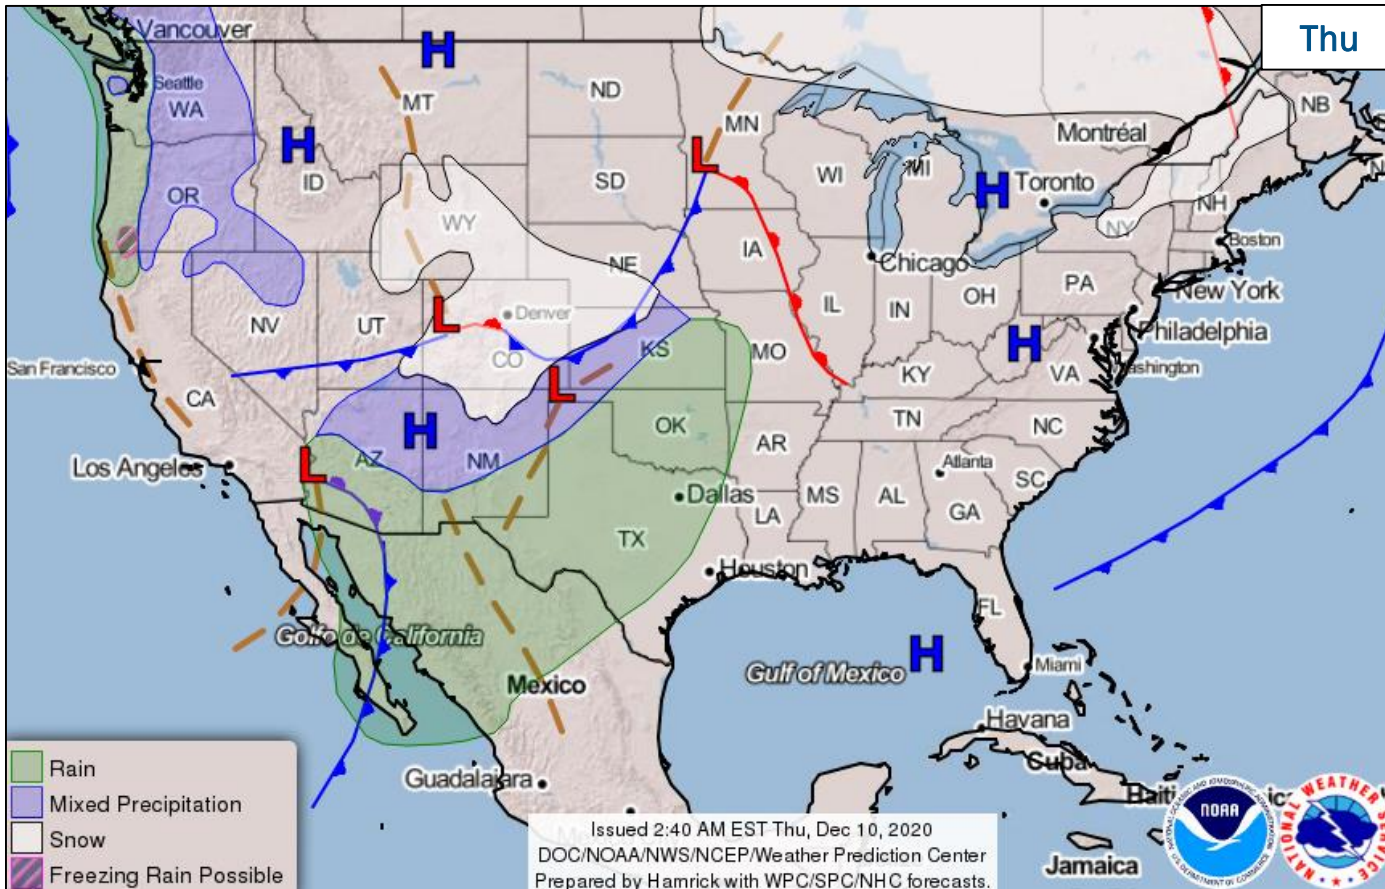 Thu
Vancouver
Seattle
WA
MT
ND
MN
Montréal
NB
OR
ID
SD
WI
MI
Toronto
WY
NH
NY
Boston
NE
IA
Chicago
PA
New York
NV
UT
Denver
CO
IL
IN
OH
Philadelphia
San Francisco
CA
KS
MO
KY
VA
Washington
AZ
NM
OK
AR
TN
NC
Los Angeles
Dallas
MS
AL
Atlanta
SC
GA
LA
TX
Houston
FL
Golfo de California
Gulf of Mexico
Miami
Mexico
Havana
Cuba
Guadalajara
Haiti
Jamaica
H
H
H
H
H
H
H
L
L
L
L
Rain
Mixed Precipitation
Snow
Freezing Rain Possible
Issued 2:40 AM EST Thu, Dec 10, 2020
DOC/NOAA/NWS/NCEP/Weather Prediction Center
Prepared by Hamrick with WPC/SPC/NHC forecasts.
NOAA
NATIONAL WEATHER SERVICE